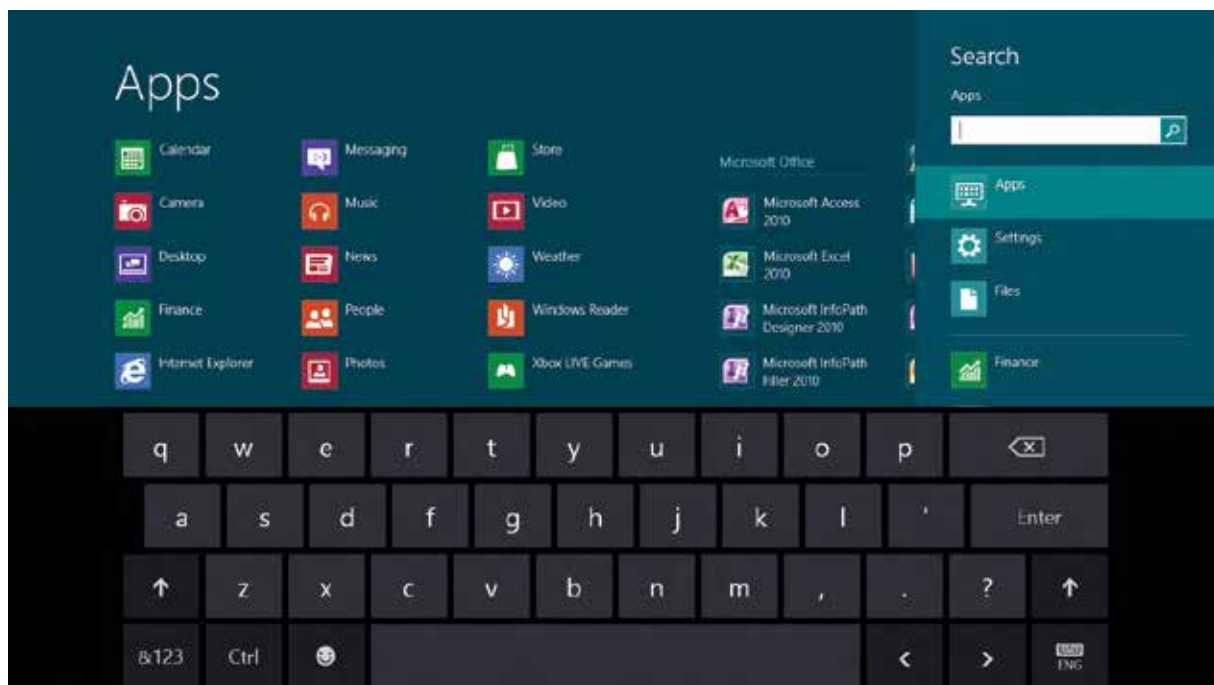 Apps
Calendar
Camera
Desktop
Finance
Internet Explorer
Messaging
Music
News
People
Photos
Store
Video
Weather
Windows Reader
Xbox LIVE Games
Microsoft Office
Microsoft Access
2010
Microsoft Excel
2010
Microsoft InfoPath
Designer 2010
Microsoft InfoPath
Filler 2010
Search
Apps
Apps
Settings
Files
Finance
q w e r t y u i o p
a s d f g h j k l ' Enter
z x c v b n m , . ?
&123 Ctrl < > ENG